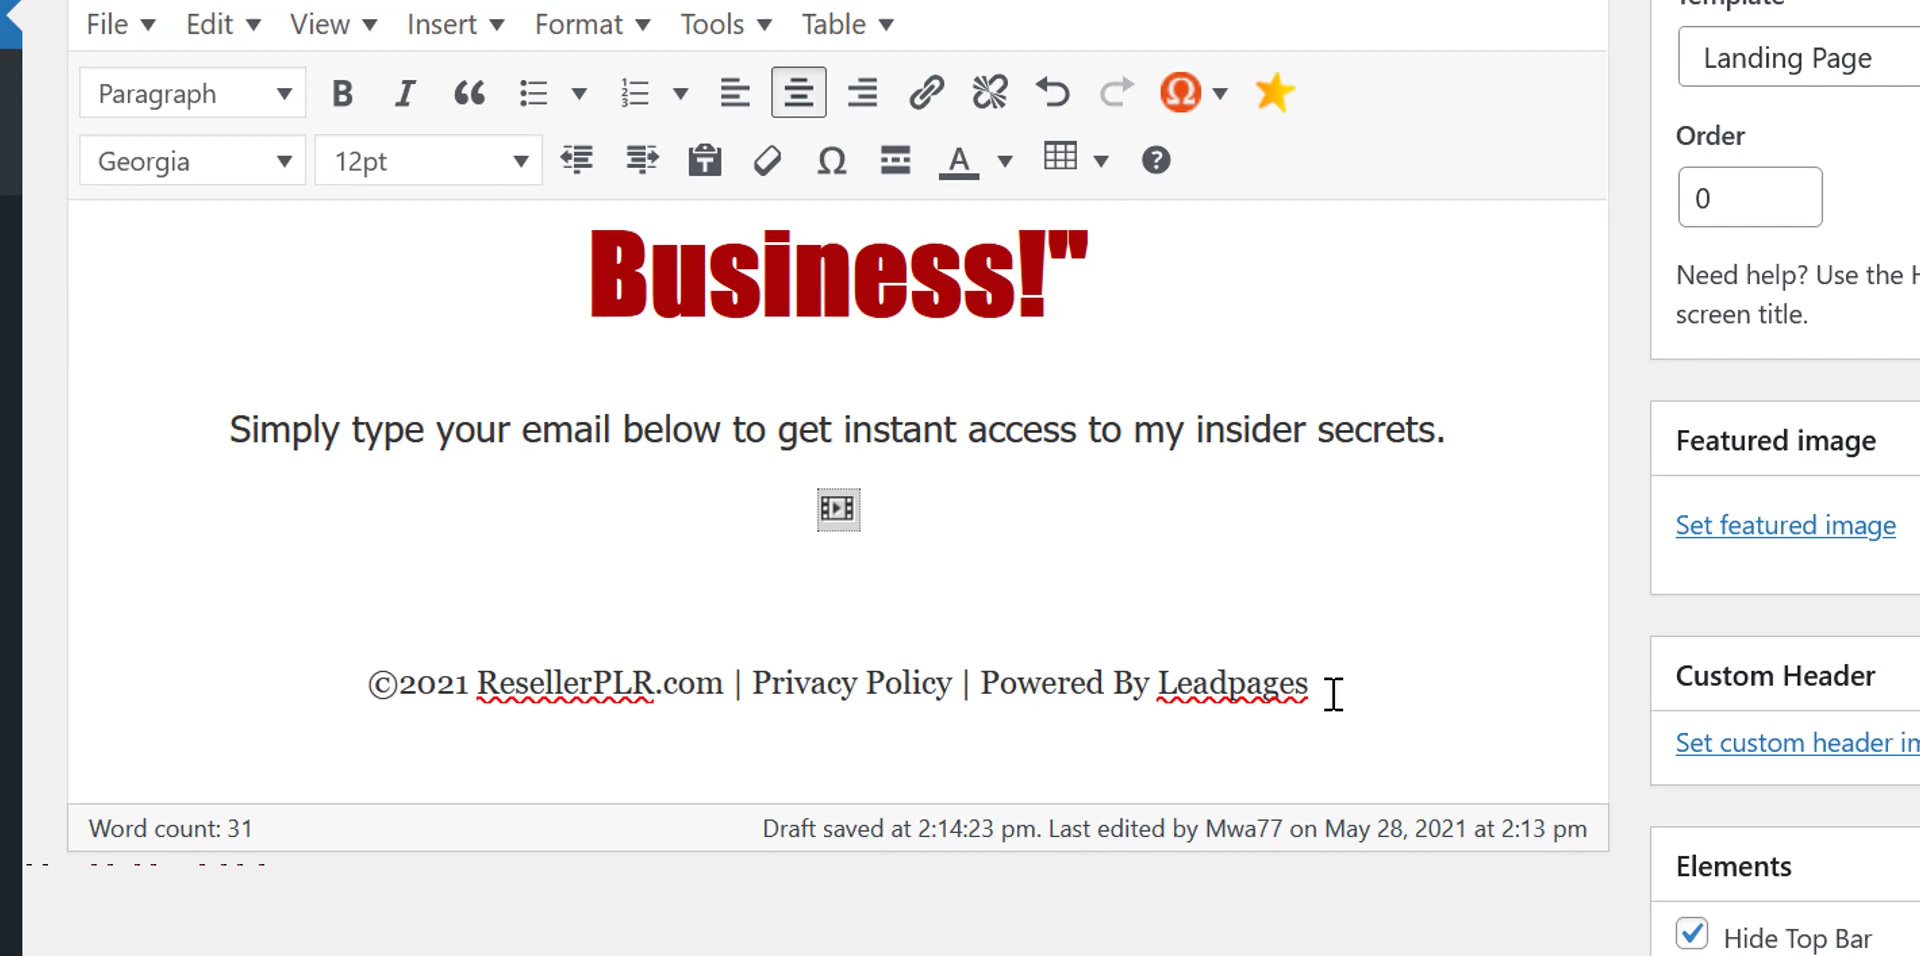 File Edit View Insert Format Tools Table
Template
Landing Page
Paragraph
Order
Georgia 12pt
0
Business!"
Need help? Use the H
screen title.
Simply type your email below to get instant access to my insider secrets.
Featured image
Set featured image
©2021 ResellerPLR.com | Privacy Policy | Powered By Leadpages
Custom Header
Set custom header im
Word count: 31 Draft saved at 2:14:23 pm. Last edited by Mwa77 on May 28, 2021 at 2:13 pm
Elements
Hide Top Bar